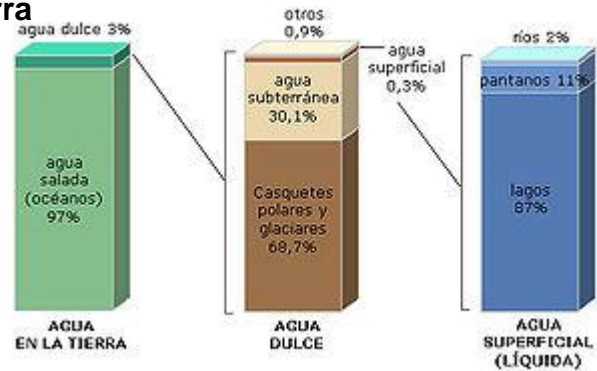 rra
agua dulce 3%
agua
salada
(océanos)
97%
AGUA
EN LA TIERRA
otros
0,9%
agua
superficial
0,3%
agua
subterránea
30,1%
Casquetes
polares y
glaciares
68,7%
AGUA
DULCE
ríos 2%
pantanos 11%
lagos
87%
AGUA
SUPERFICIAL
(LÍQUIDA)